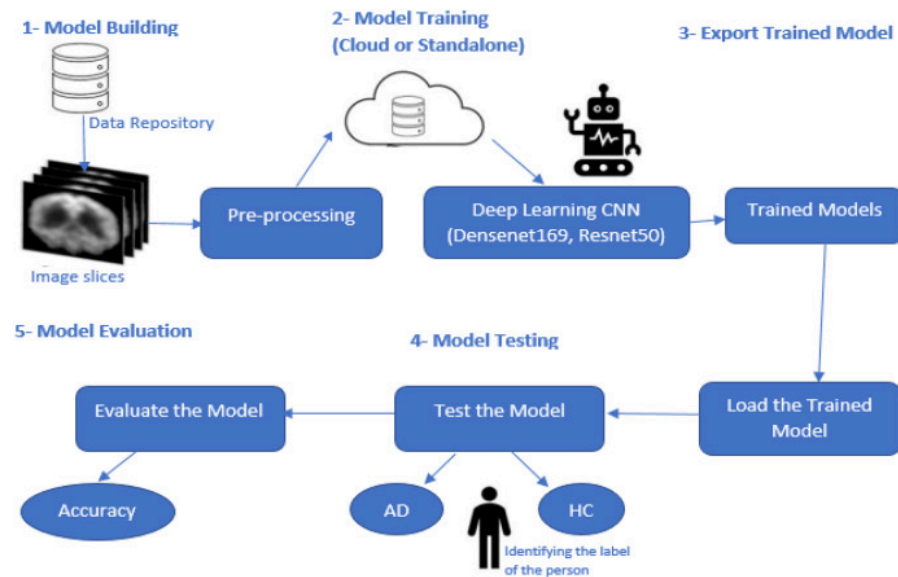 1- Model Building
2- Model Training
(Cloud or Standalone)
3- Export Trained Model
Data Repository
Image slices
Pre-processing
Deep Learning CNN
(Densenet169, Resnet50)
Trained Models
5- Model Evaluation
4- Model Testing
Evaluate the Model
Test the Model
Load the Trained
Model
Accuracy
AD
HC
Identifying the label
of the person